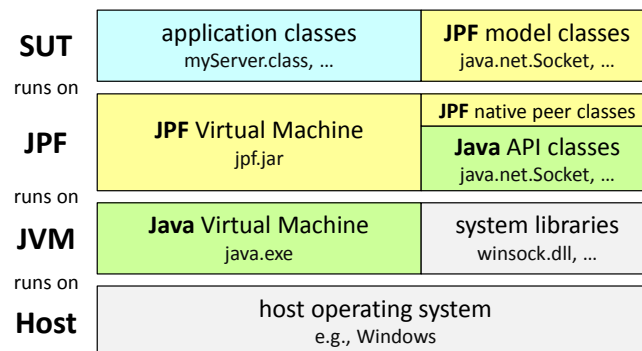 SUT
application classes
myServer.class, ...
JPF model classes
java.net.Socket, ...
runs on
JPF
JPF Virtual Machine
jpf.jar
JPF native peer classes
Java API classes
java.net.Socket, ...
runs on
JVM
Java Virtual Machine
java.exe
system libraries
winsock.dll, ...
runs on
Host
host operating system
e.g., Windows